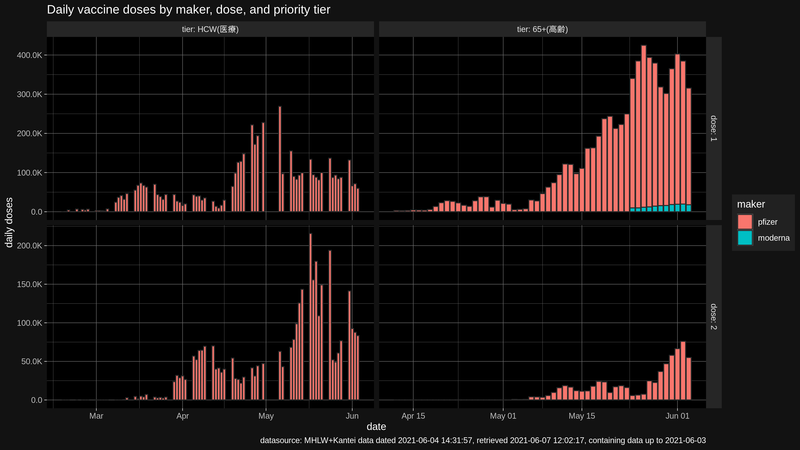 Daily vaccine doses by maker, dose, and priority tier
tier: HCW(医療)
tier: 65+(高齢)
400.0K
300.0K
200.0K
100.0K
0.0
dose: 1
200.0K
150.0K
100.0K
50.0K
0.0
dose: 2
daily doses
Mar
Apr
May
Jun
Apr 15
May 01
May 15
Jun 01
date
maker
pfizer
moderna
datasource: MHLW+Kantei data dated 2021-06-04 14:31:57, retrieved 2021-06-07 12:02:17, containing data up to 2021-06-03